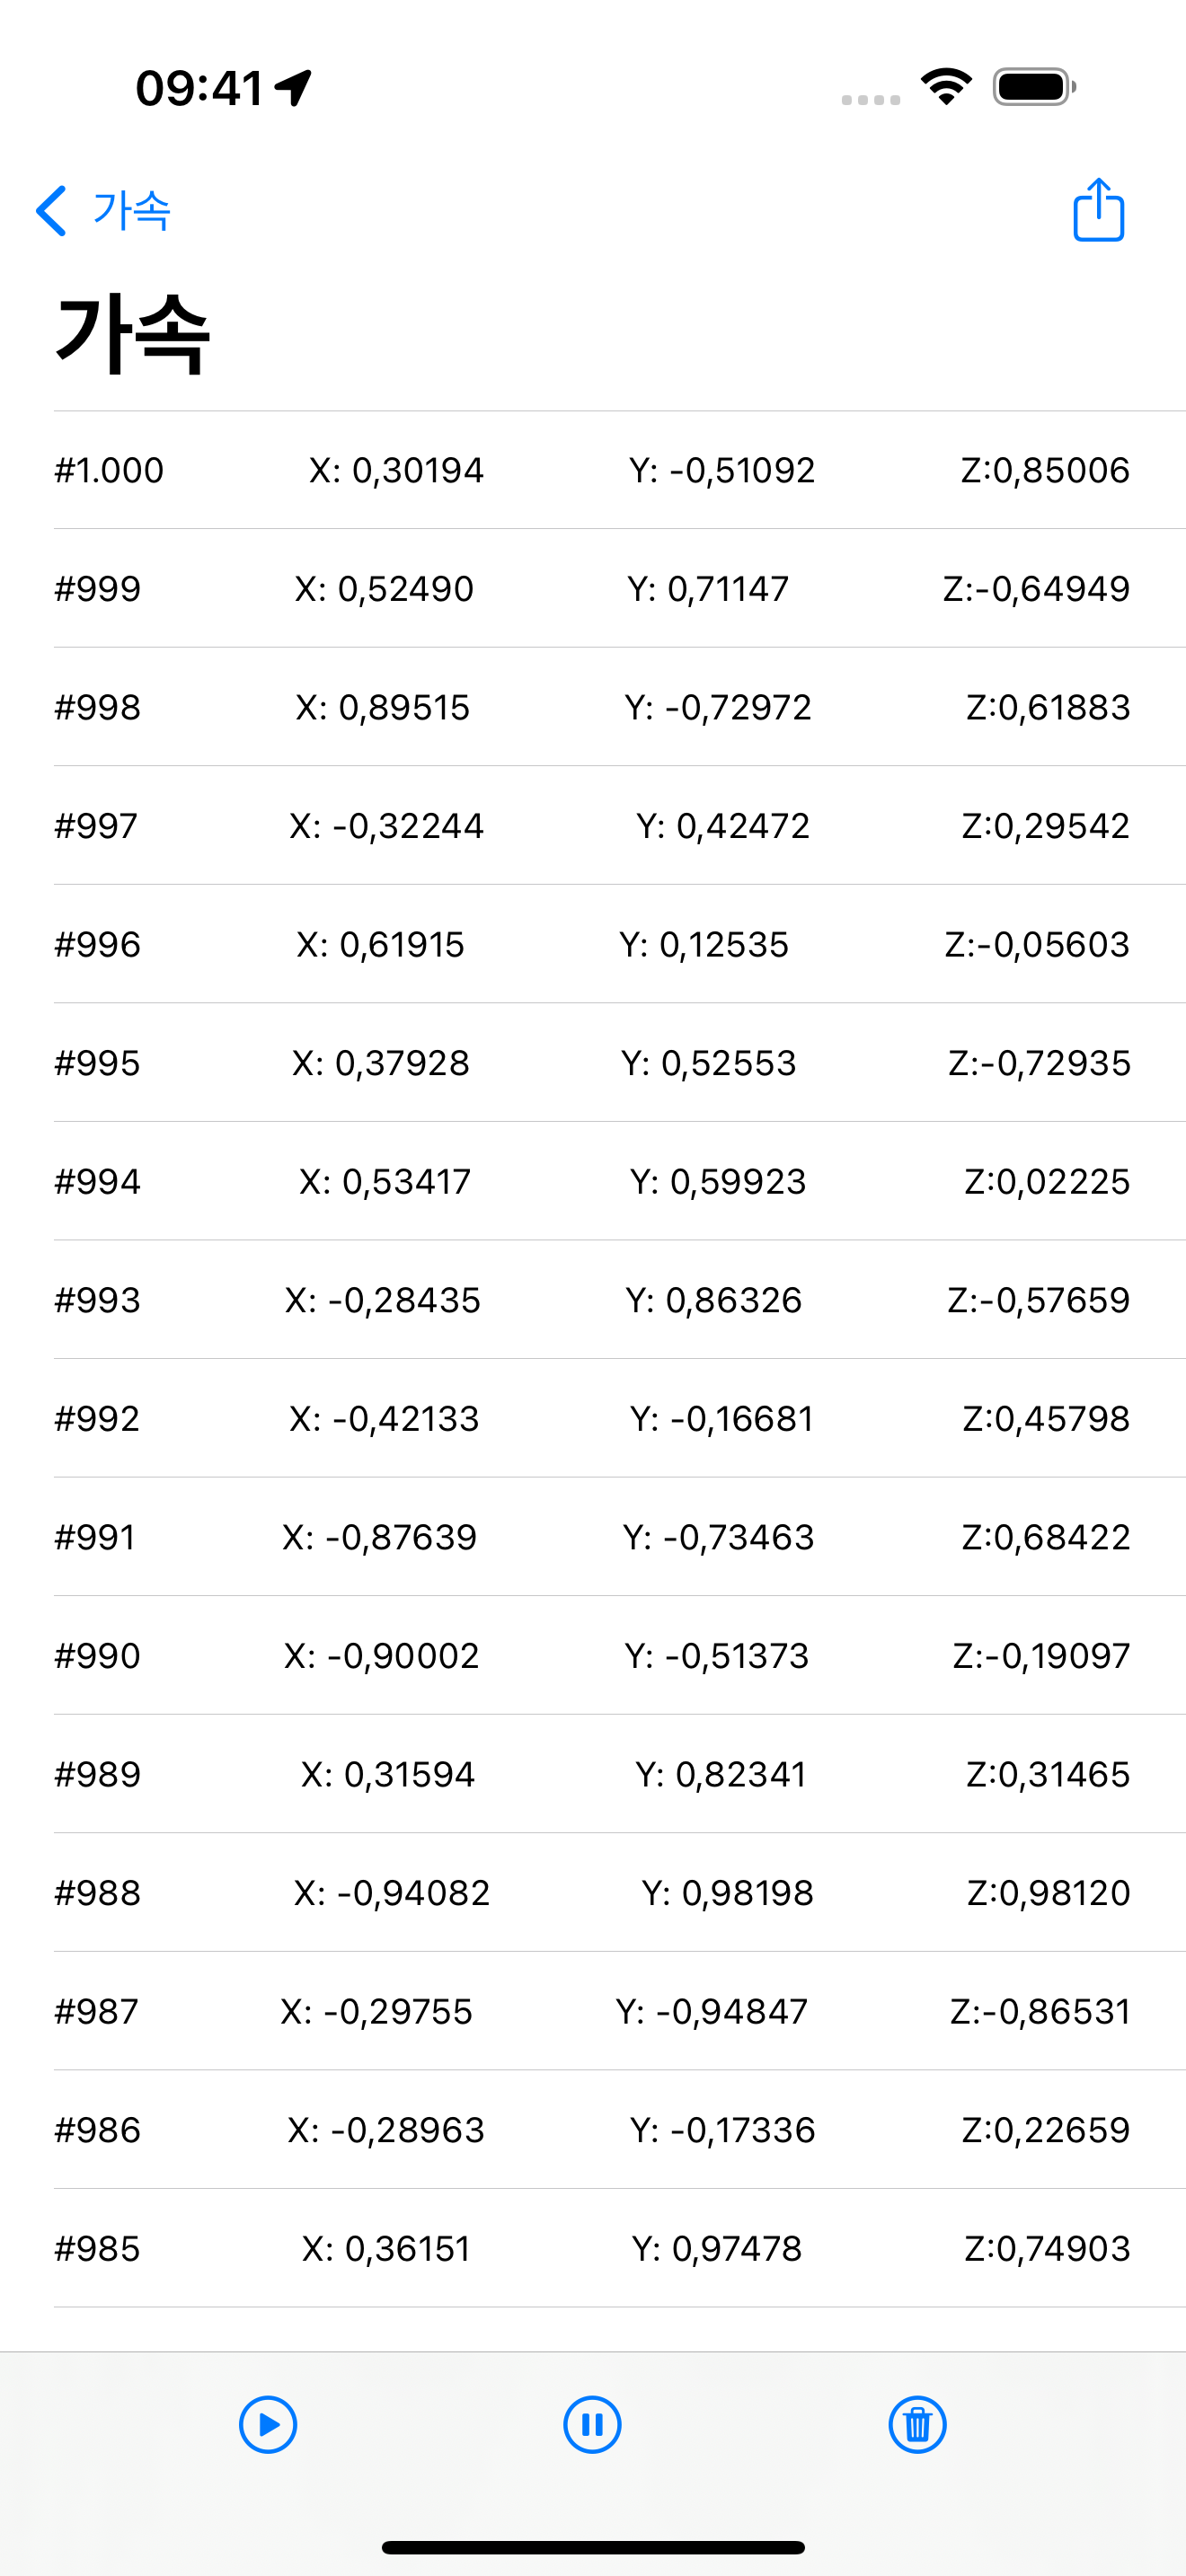 09:41
가속
가속
#1.000 X: 0,30194 Y: -0,51092 Z:0,85006
#999 X: 0,52490 Y: 0,71147 Z:-0,64949
#998 X: 0,89515 Y: -0,72972 Z:0,61883
#997 X: -0,32244 Y: 0,42472 Z:0,29542
#996 X: 0,61915 Y: 0,12535 Z:-0,05603
#995 X: 0,37928 Y: 0,52553 Z:-0,72935
#994 X: 0,53417 Y: 0,59923 Z:0,02225
#993 X: -0,28435 Y: 0,86326 Z:-0,57659
#992 X: -0,42133 Y: -0,16681 Z:0,45798
#991 X: -0,87639 Y: -0,73463 Z:0,68422
#990 X: -0,90002 Y: -0,51373 Z:-0,19097
#989 X: 0,31594 Y: 0,82341 Z:0,31465
#988 X: -0,94082 Y: 0,98198 Z:0,98120
#987 X: -0,29755 Y: -0,94847 Z:-0,86531
#986 X: -0,28963 Y: -0,17336 Z:0,22659
#985 X: 0,36151 Y: 0,97478 Z:0,74903